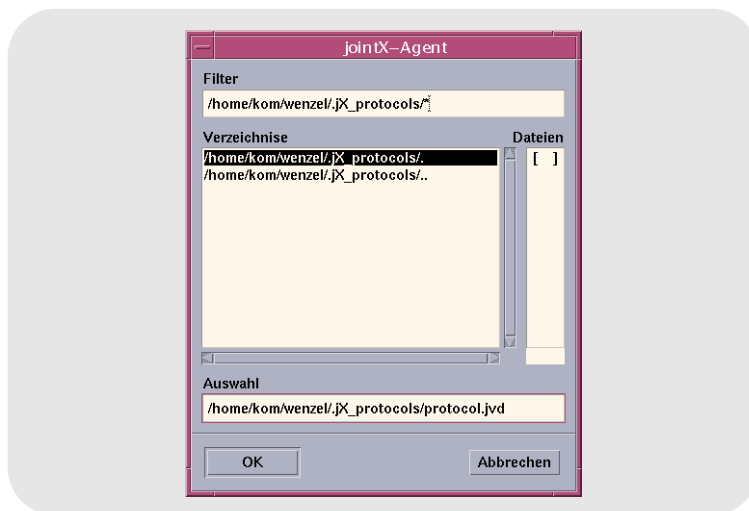 jointX–Agent
Filter
/home/kom/wenzel/.jX_protocols/*
Verzeichnise Dateien
/home/kom/wenzel/.jX_protocols/. [ ]
/home/kom/wenzel/.jX_protocols/..
Auswahl
/home/kom/wenzel/.jX_protocols/protocol.jvd
OK Abbrechen